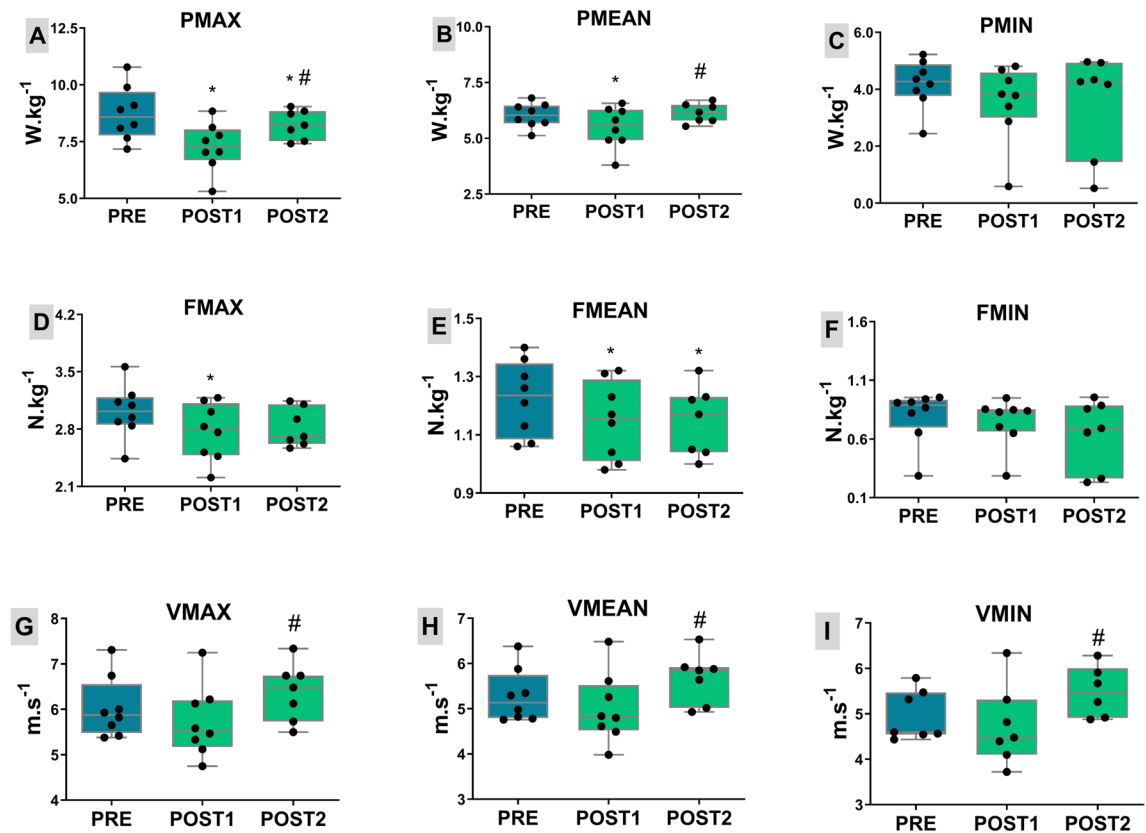 A PMAX
12.5
10.0
7.5
5.0
W.kg-1
*
* #
PRE POST1 POST2
B PMEAN
10.0
7.5
5.0
2.5
W.kg-1
*
#
PRE POST1 POST2
C PMIN
6.0
4.0
2.0
0.0
W.kg-1
PRE POST1 POST2
D FMAX
4.2
3.5
2.8
2.1
N.kg-1
*
PRE POST1 POST2
E FMEAN
1.5
1.3
1.1
0.9
N.kg-1
*
*
PRE POST1 POST2
F FMIN
1.6
1.1
0.6
0.1
N.kg-1
PRE POST1 POST2
G VMAX
8
7
6
5
4
m.s-1
#
PRE POST1 POST2
H VMEAN
7
6
5
4
3
m.s-1
#
PRE POST1 POST2
I VMIN
7
6
5
4
3
m.s-1
#
PRE POST1 POST2